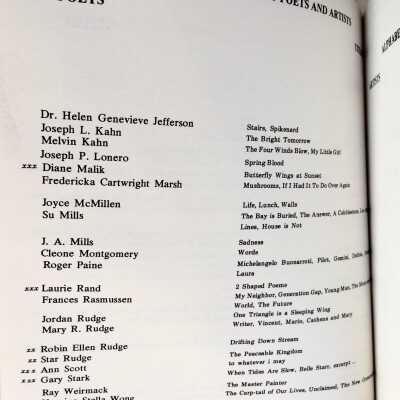 POETS
POETS AND ARTISTS
Dr. Helen Genevieve Jefferson
Joseph L. Kahn Stairs, Spikenard
Melvin Kahn The Bright Tomorrow
The Four Winds Blow, My Little Girl
Joseph P. Lonero Spring Blood
xxx Diane Malik Butterfly Wings at Sunset
Fredericka Cartwright Marsh Mushrooms, If I Had It To Do Over Again
Joyce McMillen Life, Lunch, Walls
Su Mills The Bay is Buried, The Answer, A
Lines, House is Not
J. A. Mills Sadness
Cleone Montgomery Words
Roger Paine Michelangelo Buonarroti, Pilot, Gemini,
Laura
xxx Laurie Rand 2 Shaped Poems
Frances Rasmussen My Neighbor, Generation Gap, Young Man, The
World, The Future
Jordan Rudge One Triangle is a Sleeping Wing
Mary R. Rudge Writer, Vincent, Mario, Cathexis and Mary
xx Robin Ellen Rudge Drifting Down Stream
xx Star Rudge The Peaceable Kingdom
xx x Ann Scott to whatever i may
xxx Gary Stark When Tides Are Slow, Belle Starr, excerpt -
Ray Weirmack The Master Painter
Stella Wong The Carp-tail of Our Lives, Unclaimed, The New
ARTISTS